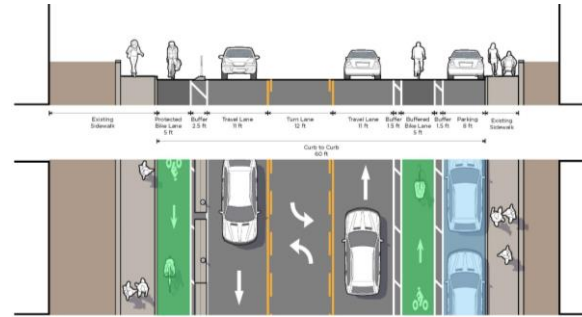 Existing
Sidewalk
Protected
Bike Lane
5 ft
Buffer
2.5 ft
Travel Lane
11 ft
Turn Lane
12 ft
Travel Lane
11 ft
Buffer
1.5 ft
Buffered
Bike Lane
Buffer
1.5 ft
Parking
8 ft
Existing
Sidewalk
Curb to Curb
60 ft